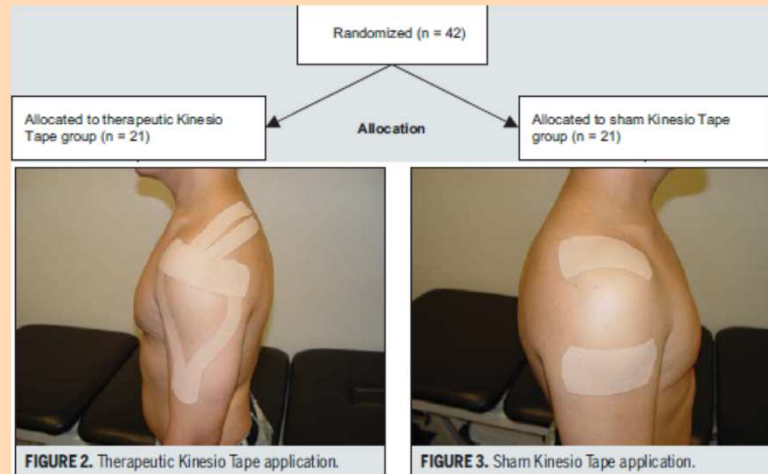 Randomized (n = 42)
Allocated to therapeutic Kinesio
Tape group (n = 21)
Allocation
Allocated to sham Kinesio Tape
group (n = 21)
FIGURE 2. Therapeutic Kinesio Tape application.
FIGURE 3. Sham Kinesio Tape application.